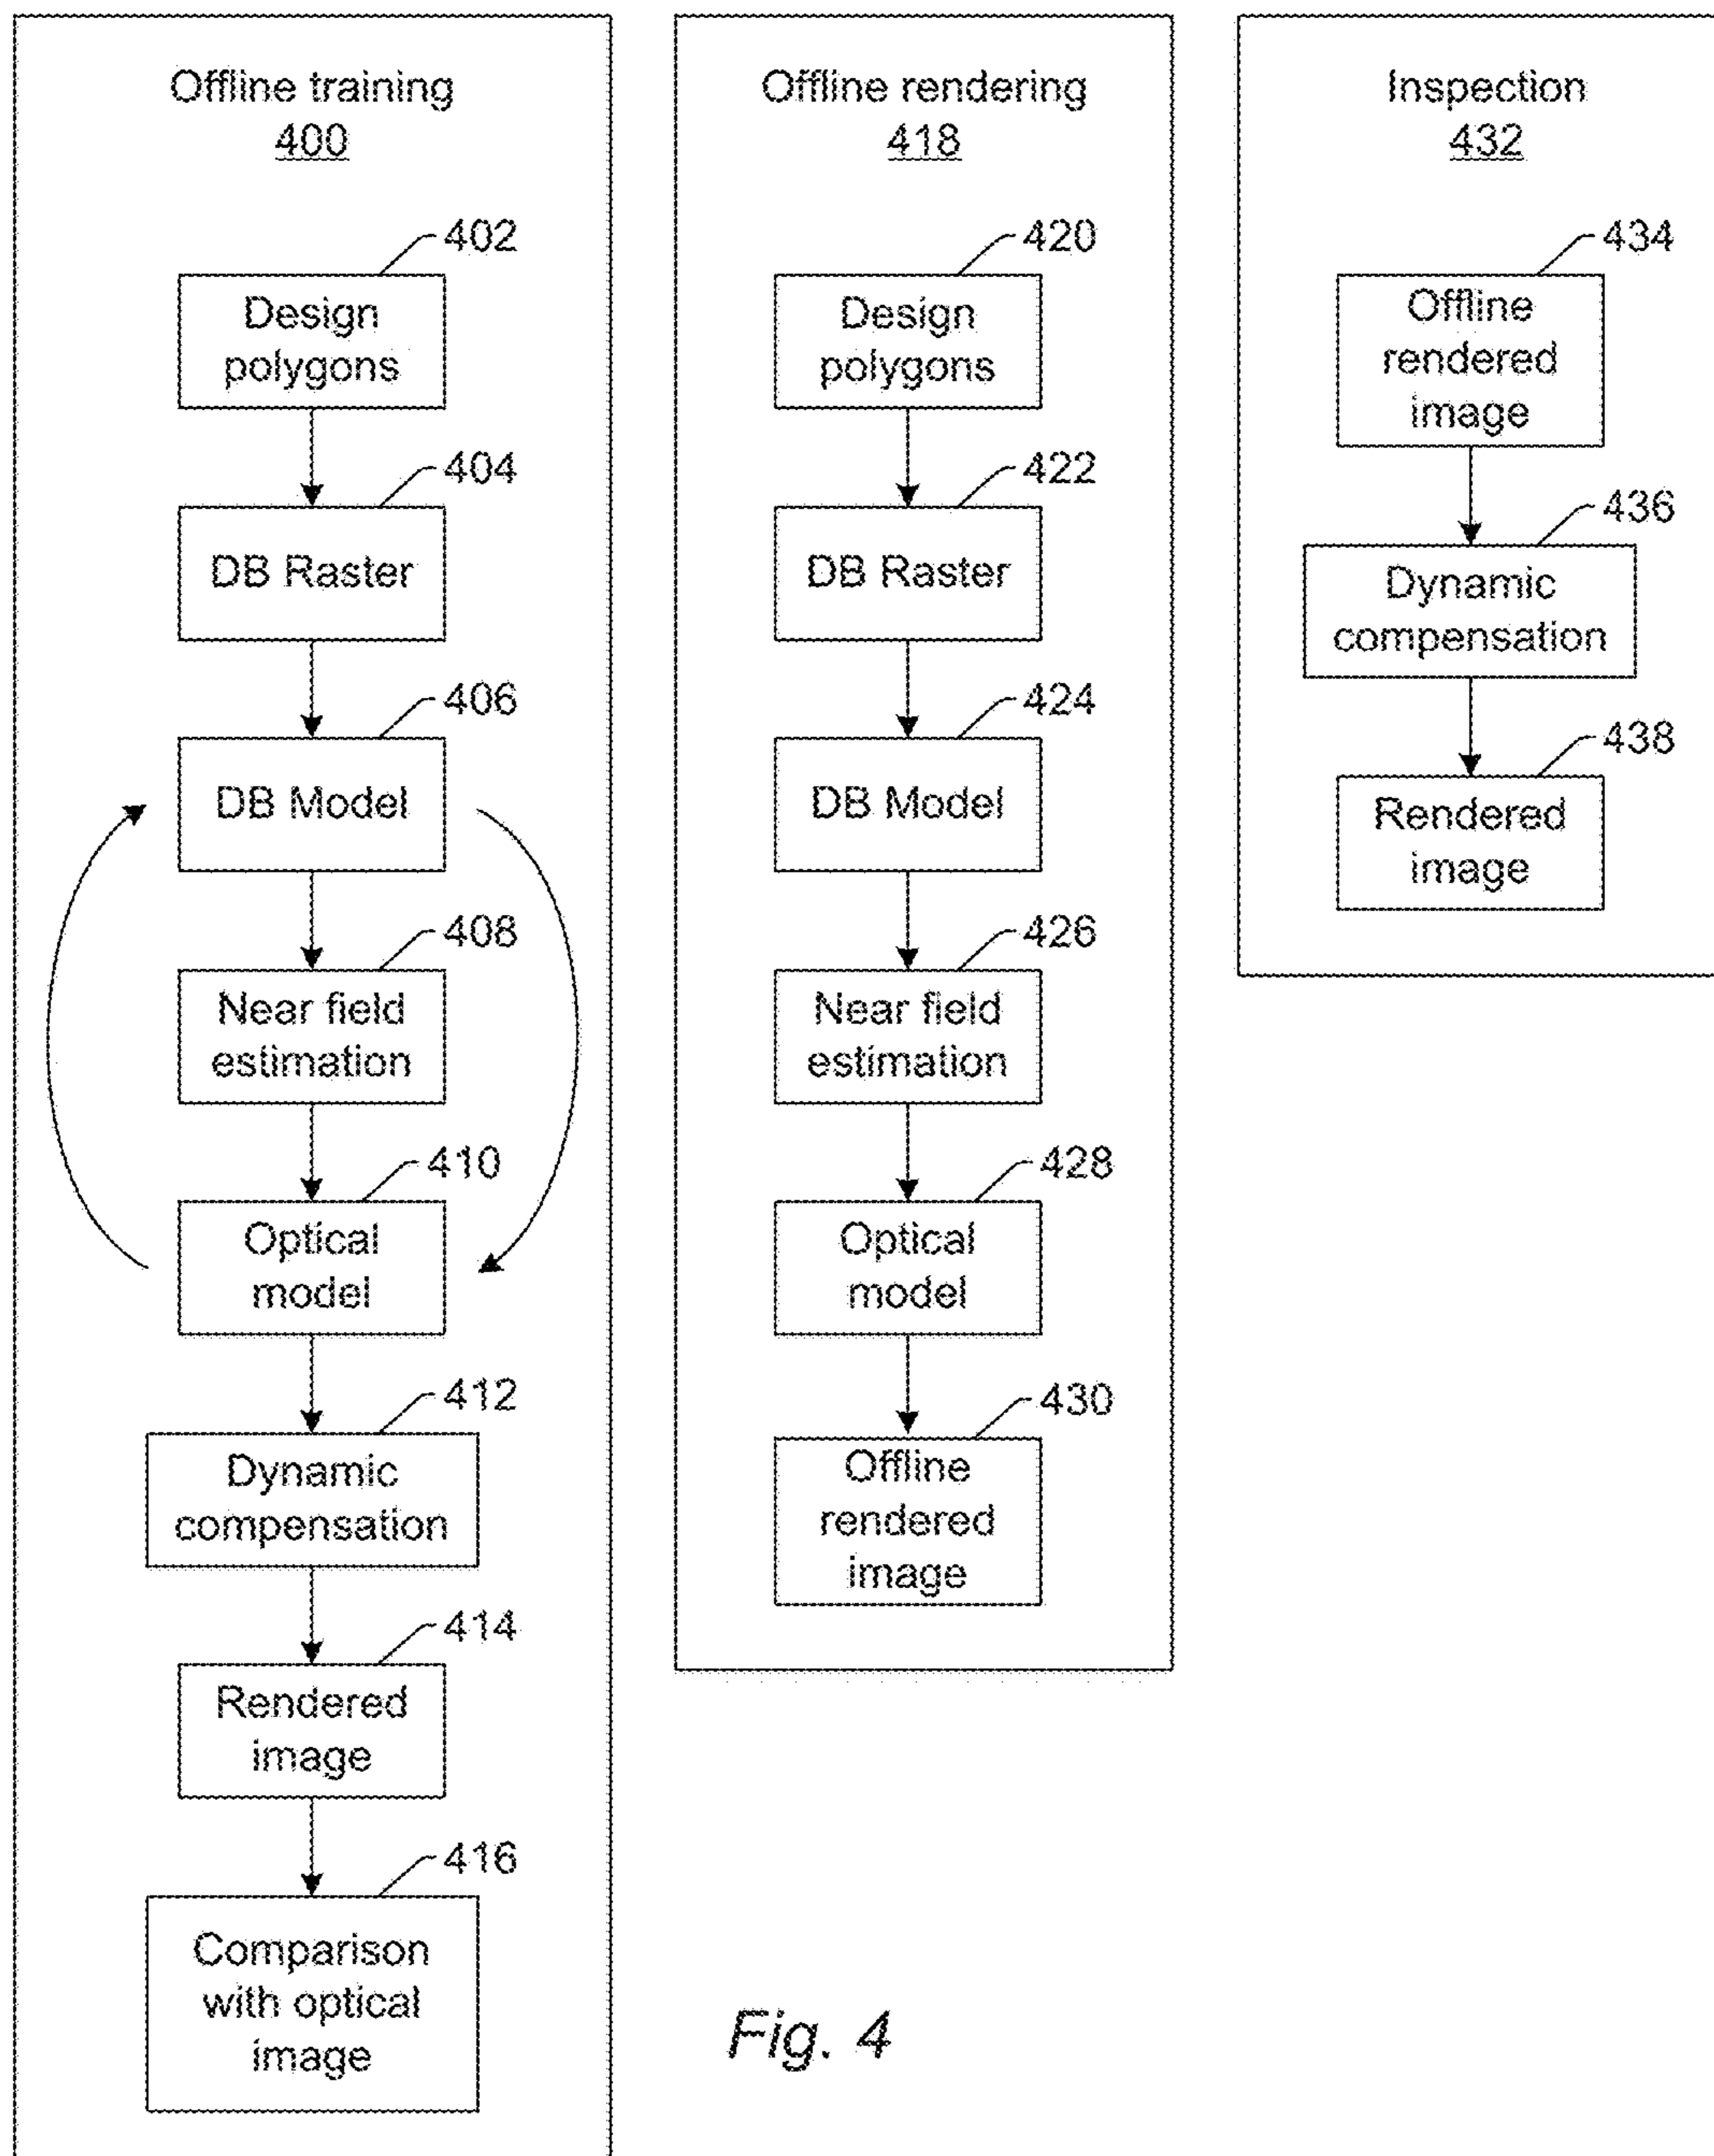 Offline training
400
402
Design
polygons
404
DB Raster
406
DB Model
408
Near field
estimation
410
Optical
model
412
Dynamic
compensation
414
Rendered
image
416
Comparison
with optical
image
Offline rendering
418
420
Design
polygons
422
DB Raster
424
DB Model
426
Near field
estimation
428
Optical
model
430
Offline
rendered
image
Inspection
432
434
Offline
rendered
image
436
Dynamic
compensation
438
Rendered
image
Fig. 4